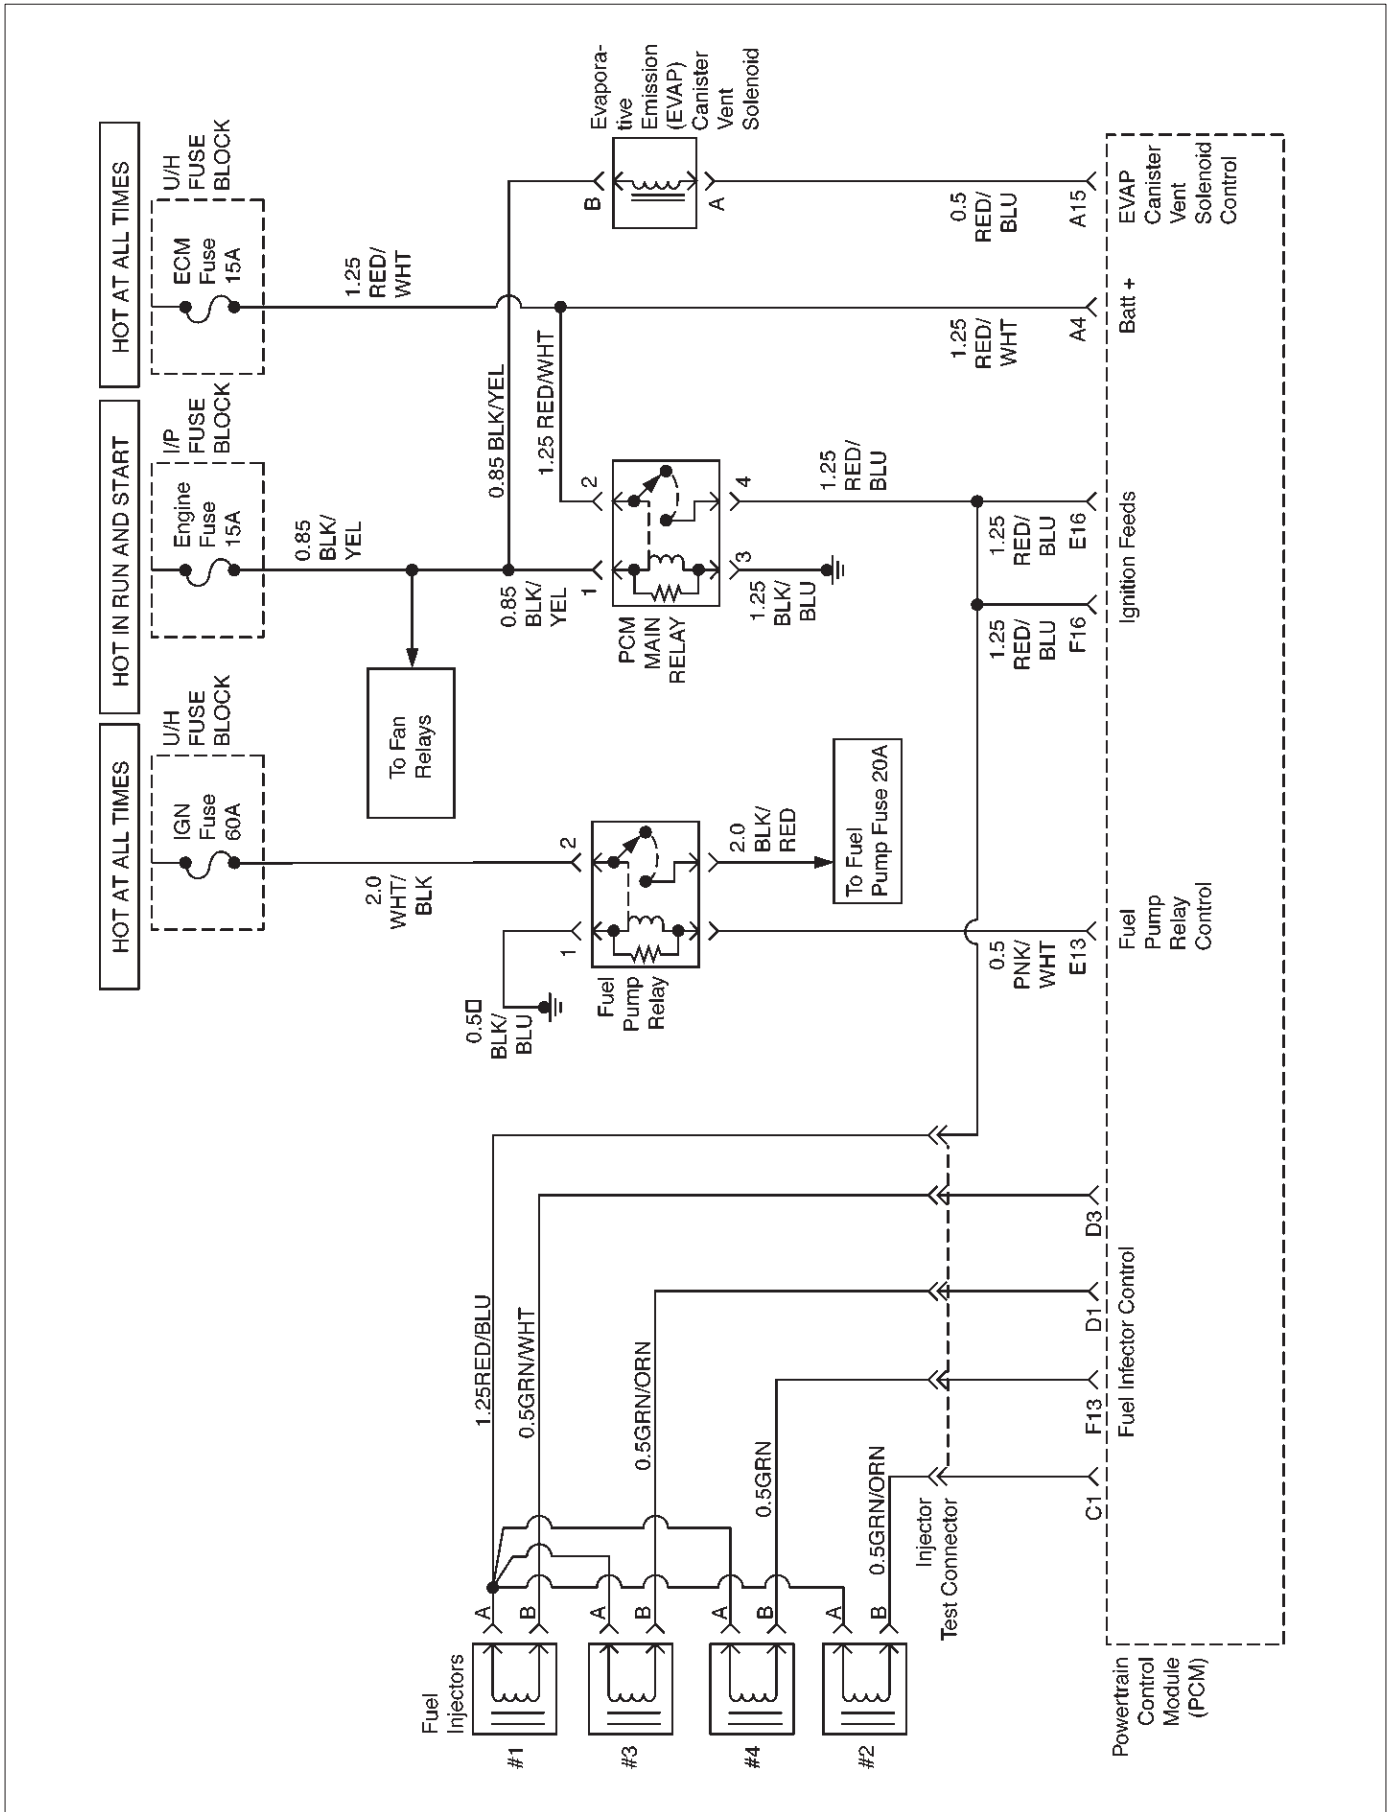 HOT AT ALL TIMES
HOT IN RUN AND START
HOT AT ALL TIMES
U/H
FUSE
BLOCK
IGN
Fuse
60A
I/P
FUSE
BLOCK
Engine
Fuse
15A
U/H
FUSE
BLOCK
ECM
Fuse
15A
2.0
WHT/
BLK
0.85
BLK/
YEL
1.25
RED/
WHT
To Fan
Relays
Fuel
Injectors
#1
#3
#4
#2
A
B
A
B
A
B
A
B
1.25RED/BLU
0.5GRN/WHT
0.5GRN/ORN
0.5GRN
0.5GRN/ORN
0.5□
BLK/
BLU
1
2
Fuel
Pump
Relay
2.0
BLK/
RED
To Fuel
Pump Fuse 20A
0.85
BLK/
YEL
0.85 BLK/YEL
1.25 RED/WHT
1
2
3
4
PCM
MAIN
RELAY
1.25
BLK/
BLU
1.25
RED/
BLU
Evapora-
tive
Emission
(EVAP)
Canister
Vent
Solenoid
B
A
Injector
Test Connector
0.5
PNK/
WHT
1.25
RED/
BLU
1.25
RED/
BLU
1.25
RED/
WHT
0.5
RED/
BLU
C1
F13
D1
D3
E13
F16
E16
A4
A15
Fuel Infector Control
Fuel
Pump
Relay
Control
Ignition Feeds
Batt +
EVAP
Canister
Vent
Solenoid
Control
Powertrain
Control
Module
(PCM)